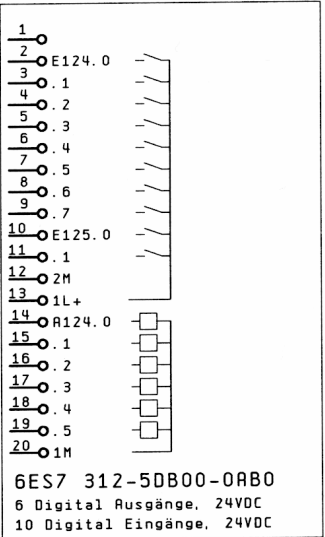 1
2 E124.0
3 .1
4 .2
5 .3
6 .4
7 .5
8 .6
9 .7
10 E125.0
11 .1
12 2M
13 1L+
14 A124.0
15 .1
16 .2
17 .3
18 .4
19 .5
20 1M
6ES7 312-5DB00-0AB0
6 Digital Ausgänge, 24VDC
10 Digital Eingänge, 24VDC